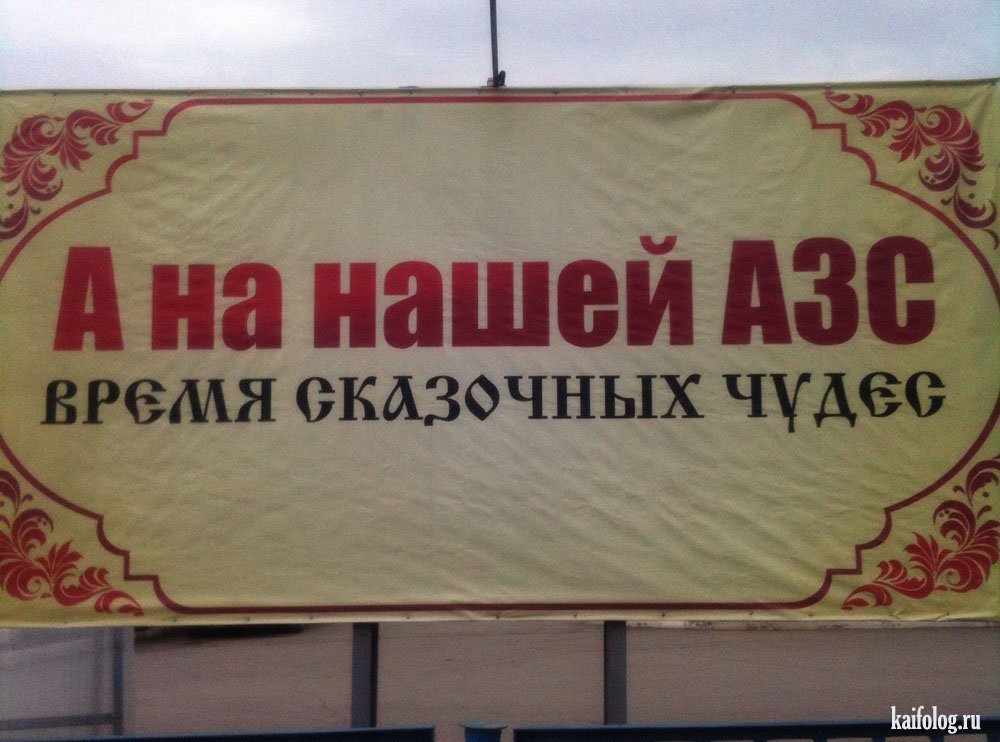 А на нашей АЗС
время сказочных чудес
kaifolog.ru